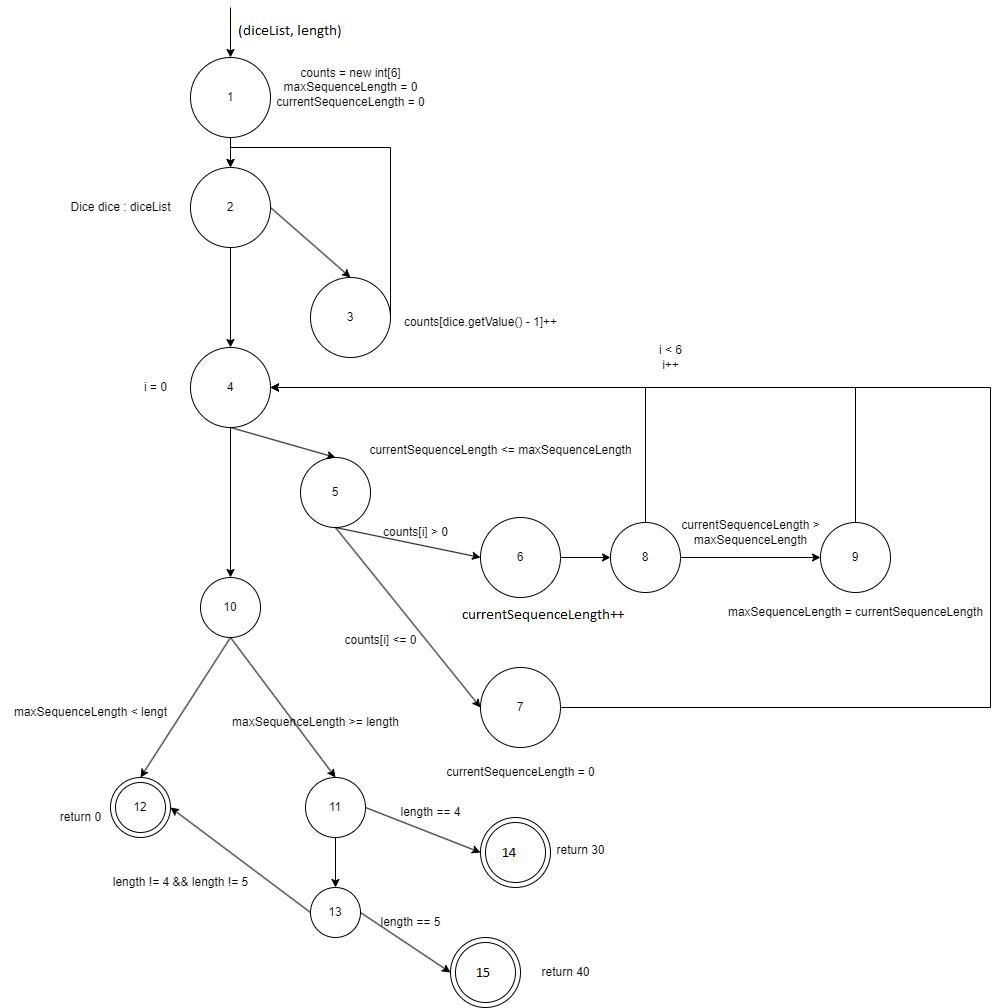 (diceList, length)
1
counts = new int[6]
maxSequenceLength = 0
currentSequenceLength = 0
Dice dice : diceList
2
3
counts[dice.getValue() - 1]++
i < 6
i++
i = 0
4
currentSequenceLength <= maxSequenceLength
5
counts[i] > 0
6
8
currentSequenceLength >
maxSequenceLength
9
currentSequenceLength++
maxSequenceLength = currentSequenceLength
10
counts[i] <= 0
7
maxSequenceLength < lengt
maxSequenceLength >= length
currentSequenceLength = 0
return 0
12
11
length == 4
14
return 30
length != 4 && length != 5
13
length == 5
15
return 40